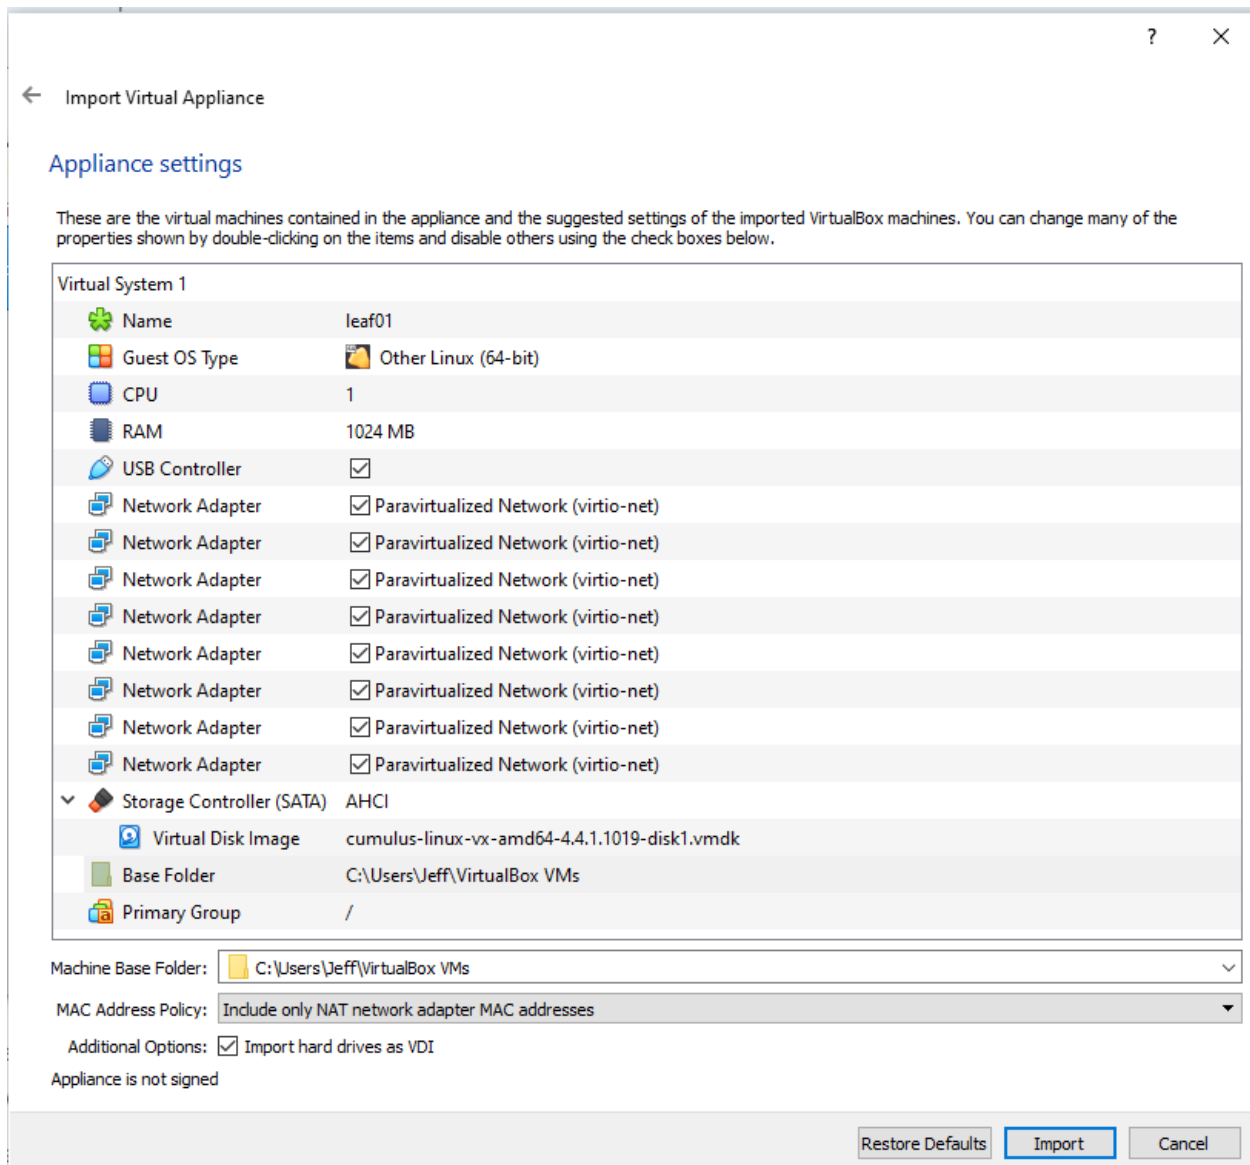 ?
Import Virtual Appliance
Appliance settings
These are the virtual machines contained in the appliance and the suggested settings of the imported VirtualBox machines. You can change many of the
properties shown by double-clicking on the items and disable others using the check boxes below.
Virtual System 1
Name leaf01
Guest OS Type Other Linux (64-bit)
CPU 1
RAM 1024 MB
USB Controller
Network Adapter Paravirtualized Network (virtio-net)
Network Adapter Paravirtualized Network (virtio-net)
Network Adapter Paravirtualized Network (virtio-net)
Network Adapter Paravirtualized Network (virtio-net)
Network Adapter Paravirtualized Network (virtio-net)
Network Adapter Paravirtualized Network (virtio-net)
Network Adapter Paravirtualized Network (virtio-net)
Network Adapter Paravirtualized Network (virtio-net)
Storage Controller (SATA) AHCI
Virtual Disk Image cumulus-linux-vx-amd64-4.4.1.1019-disk1.vmdk
Base Folder C:\Users\Jeff\VirtualBox VMs
Primary Group /
Machine Base Folder: C:\Users\Jeff\VirtualBox VMs
MAC Address Policy: Include only NAT network adapter MAC addresses
Additional Options: Import hard drives as VDI
Appliance is not signed
Restore Defaults Import Cancel